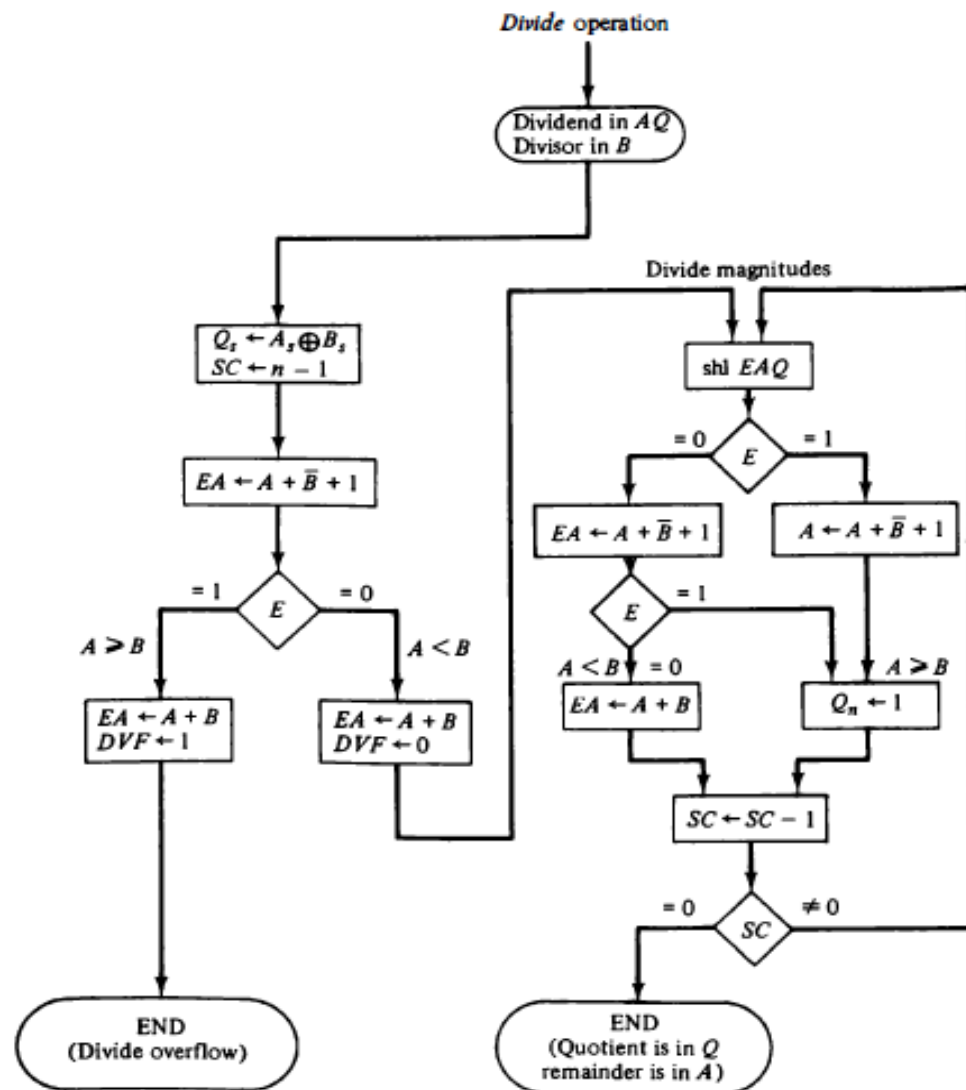 Divide operation
Dividend in AQ
Divisor in B
Divide magnitudes
Qₛ ← Aₛ ⊕ Bₛ
SC ← n − 1
shl EAQ
= 0
E
= 1
EA ← A + B̅ + 1
EA ← A + B̅ + 1
A ← A + B̅ + 1
= 1
E
= 0
E
= 1
A ⩾ B
A < B
A < B
= 0
A ⩾ B
EA ← A + B
DVF ← 1
EA ← A + B
DVF ← 0
EA ← A + B
Qₙ ← 1
SC ← SC − 1
= 0
SC
≠ 0
END
(Divide overflow)
END
(Quotient is in Q
remainder is in A)